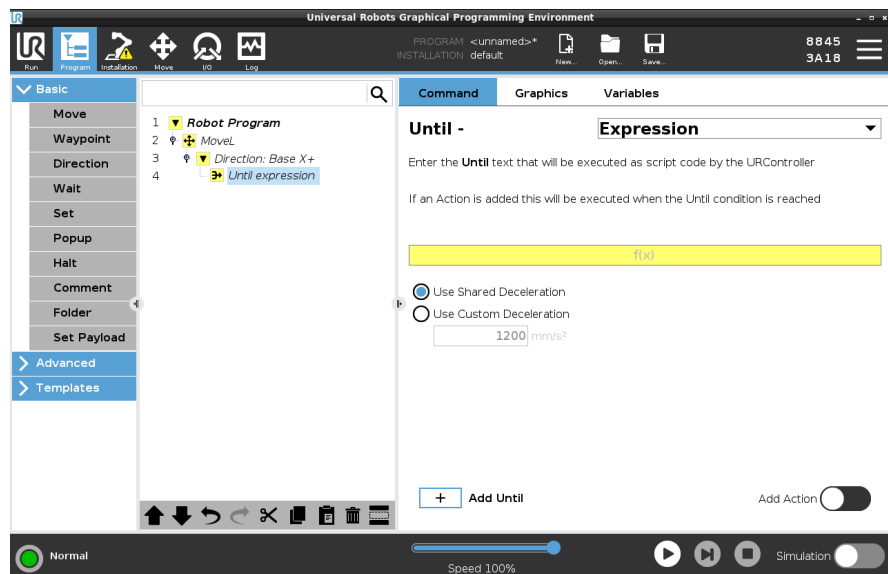 UR
Universal Robots Graphical Programming Environment
UR
Run
Program
Installation
Move
I/O
Log
PROGRAM <unnamed>*
INSTALLATION default
New...
Open...
Save...
8845
3A18
Basic
Move
Waypoint
Direction
Wait
Set
Popup
Halt
Comment
Folder
Set Payload
Advanced
Templates
1 Robot Program
2 MoveL
3 Direction: Base X+
4 Until expression
Command Graphics Variables
Until - Expression
Enter the Until text that will be executed as script code by the URController
If an Action is added this will be executed when the Until condition is reached
f(x)
Use Shared Deceleration
Use Custom Deceleration
1200 mm/s²
+ Add Until
Add Action
Normal
Speed 100%
Simulation